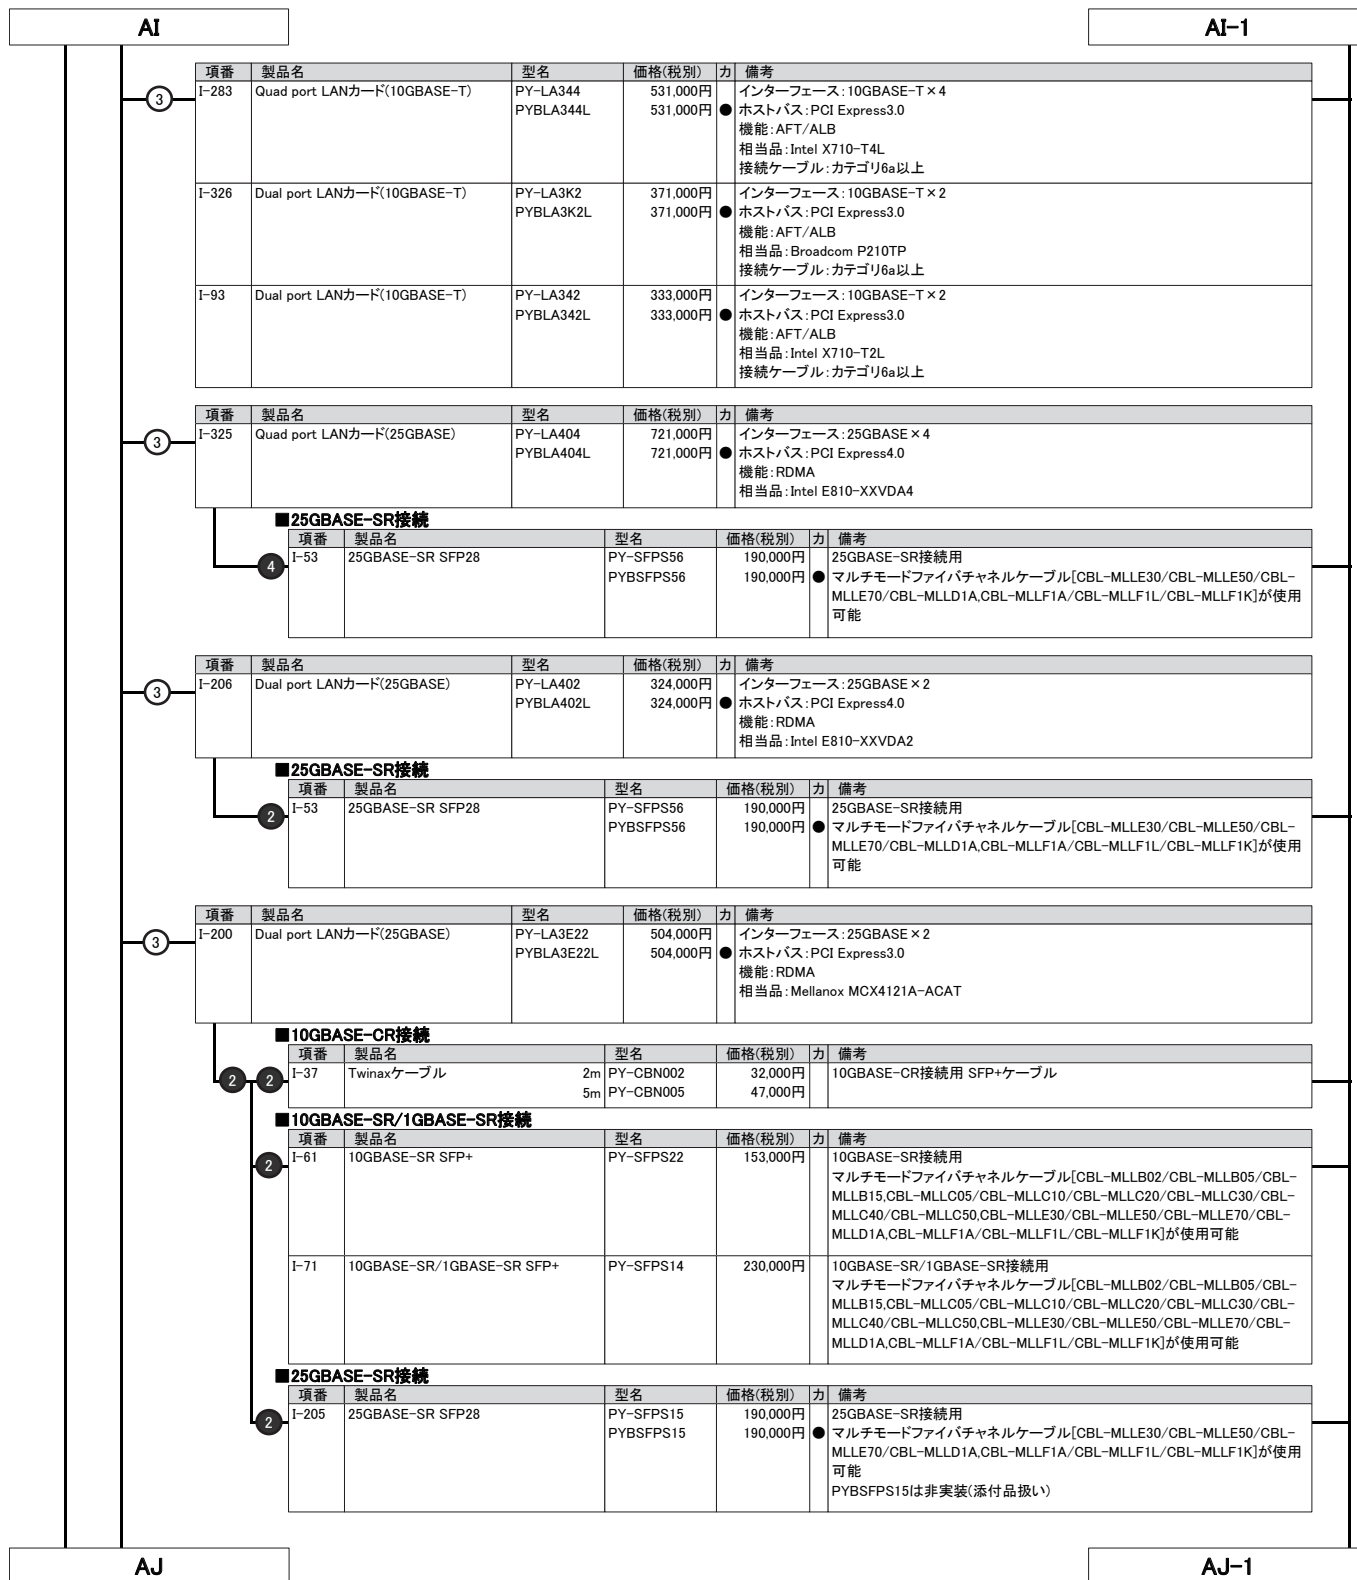 AI
AI-1
項番 製品名 型名 価格(税別) カ 備考
3
I-283 Quad port LANカード(10GBASE-T) PY-LA344 531,000円 インターフェース:10GBASE-T×4
PYBLA344L 531,000円 ● ホストバス:PCI Express3.0
機能:AFT/ALB
相当品:Intel X710-T4L
接続ケーブル:カテゴリ6a以上
I-326 Dual port LANカード(10GBASE-T) PY-LA3K2 371,000円 インターフェース:10GBASE-T×2
PYBLA3K2L 371,000円 ● ホストバス:PCI Express3.0
機能:AFT/ALB
相当品:Broadcom P210TP
接続ケーブル:カテゴリ6a以上
I-93 Dual port LANカード(10GBASE-T) PY-LA342 333,000円 インターフェース:10GBASE-T×2
PYBLA342L 333,000円 ● ホストバス:PCI Express3.0
機能:AFT/ALB
相当品:Intel X710-T2L
接続ケーブル:カテゴリ6a以上
項番 製品名 型名 価格(税別) カ 備考
3
I-325 Quad port LANカード(25GBASE) PY-LA404 721,000円 インターフェース:25GBASE×4
PYBLA404L 721,000円 ● ホストバス:PCI Express4.0
機能:RDMA
相当品:Intel E810-XXVDA4
■25GBASE-SR接続
項番 製品名 型名 価格(税別) カ 備考
4
I-53 25GBASE-SR SFP28 PY-SFPS56 190,000円 25GBASE-SR接続用
PYBSFPS56 190,000円 ● マルチモードファイバチャネルケーブル[CBL-MLLE30/CBL-MLLE50/CBL-
MLLE70/CBL-MLLD1A,CBL-MLLF1A/CBL-MLLF1L/CBL-MLLF1K]が使用
可能
項番 製品名 型名 価格(税別) カ 備考
3
I-206 Dual port LANカード(25GBASE) PY-LA402 324,000円 インターフェース:25GBASE×2
PYBLA402L 324,000円 ● ホストバス:PCI Express4.0
機能:RDMA
相当品:Intel E810-XXVDA2
■25GBASE-SR接続
項番 製品名 型名 価格(税別) カ 備考
2
I-53 25GBASE-SR SFP28 PY-SFPS56 190,000円 25GBASE-SR接続用
PYBSFPS56 190,000円 ● マルチモードファイバチャネルケーブル[CBL-MLLE30/CBL-MLLE50/CBL-
MLLE70/CBL-MLLD1A,CBL-MLLF1A/CBL-MLLF1L/CBL-MLLF1K]が使用
可能
項番 製品名 型名 価格(税別) カ 備考
3
I-200 Dual port LANカード(25GBASE) PY-LA3E22 504,000円 インターフェース:25GBASE×2
PYBLA3E22L 504,000円 ● ホストバス:PCI Express3.0
機能:RDMA
相当品:Mellanox MCX4121A-ACAT
■10GBASE-CR接続
項番 製品名 型名 価格(税別) カ 備考
2 2
I-37 Twinaxケーブル 2m PY-CBN002 32,000円 10GBASE-CR接続用 SFP+ケーブル
5m PY-CBN005 47,000円
■10GBASE-SR/1GBASE-SR接続
項番 製品名 型名 価格(税別) カ 備考
2
I-61 10GBASE-SR SFP+ PY-SFPS22 153,000円 10GBASE-SR接続用
マルチモードファイバチャネルケーブル[CBL-MLLB02/CBL-MLLB05/CBL-
MLLB15,CBL-MLLC05/CBL-MLLC10/CBL-MLLC20/CBL-MLLC30/CBL-
MLLC40/CBL-MLLC50,CBL-MLLE30/CBL-MLLE50/CBL-MLLE70/CBL-
MLLD1A,CBL-MLLF1A/CBL-MLLF1L/CBL-MLLF1K]が使用可能
I-71 10GBASE-SR/1GBASE-SR SFP+ PY-SFPS14 230,000円 10GBASE-SR/1GBASE-SR接続用
マルチモードファイバチャネルケーブル[CBL-MLLB02/CBL-MLLB05/CBL-
MLLB15,CBL-MLLC05/CBL-MLLC10/CBL-MLLC20/CBL-MLLC30/CBL-
MLLC40/CBL-MLLC50,CBL-MLLE30/CBL-MLLE50/CBL-MLLE70/CBL-
MLLD1A,CBL-MLLF1A/CBL-MLLF1L/CBL-MLLF1K]が使用可能
■25GBASE-SR接続
項番 製品名 型名 価格(税別) カ 備考
2
I-205 25GBASE-SR SFP28 PY-SFPS15 190,000円 25GBASE-SR接続用
PYBSFPS15 190,000円 ● マルチモードファイバチャネルケーブル[CBL-MLLE30/CBL-MLLE50/CBL-
MLLE70/CBL-MLLD1A,CBL-MLLF1A/CBL-MLLF1L/CBL-MLLF1K]が使用
可能
PYBSFPS15は非実装(添付品扱い)
AJ
AJ-1